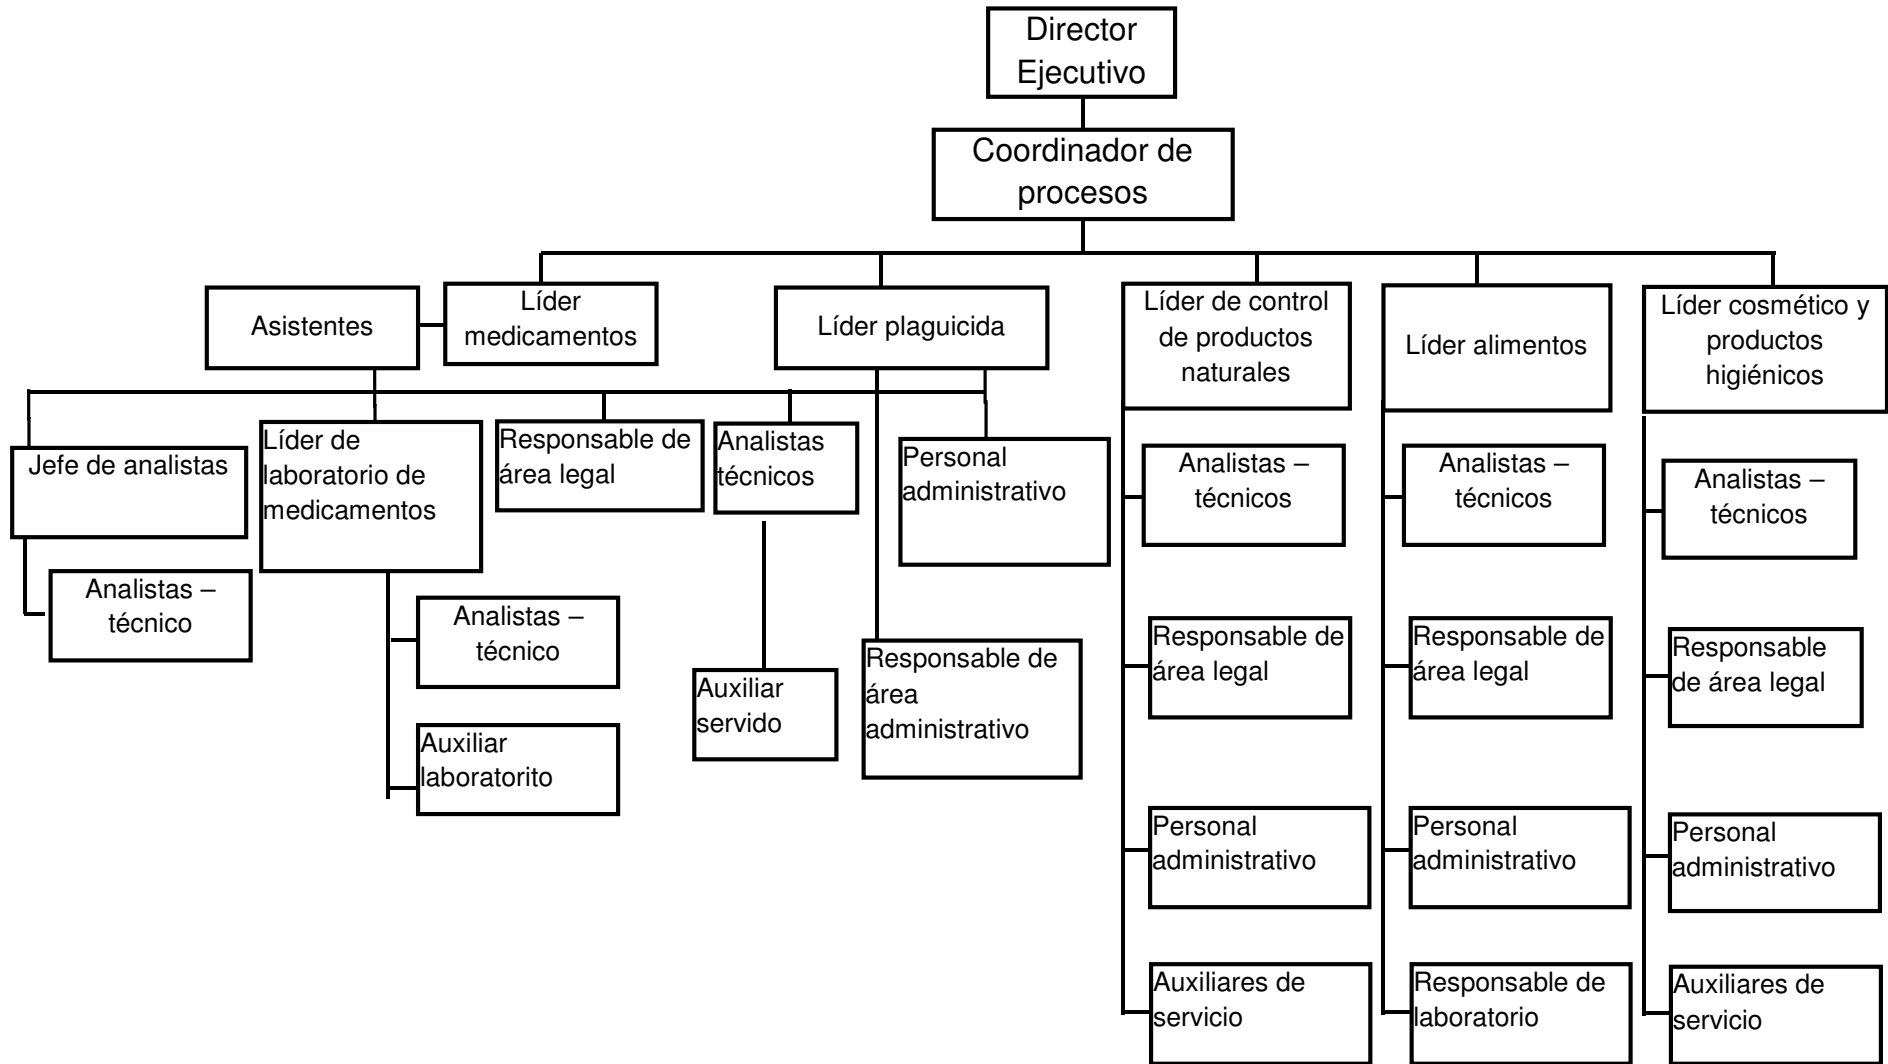 Director
Ejecutivo
Coordinador de
procesos
Asistentes
Líder
medicamentos
Líder plaguicida
Líder de control
de productos
naturales
Líder alimentos
Líder cosmético y
productos
higiénicos
Jefe de analistas
Líder de
laboratorio de
medicamentos
Responsable de
área legal
Analistas
técnicos
Personal
administrativo
Analistas –
técnicos
Analistas –
técnicos
Analistas –
técnicos
Analistas –
técnico
Analistas –
técnico
Auxiliar
laboratorito
Auxiliar
servido
Responsable de
área
administrativo
Responsable de
área legal
Responsable de
área legal
Responsable
de área legal
Personal
administrativo
Personal
administrativo
Personal
administrativo
Auxiliares de
servicio
Responsable de
laboratorio
Auxiliares de
servicio